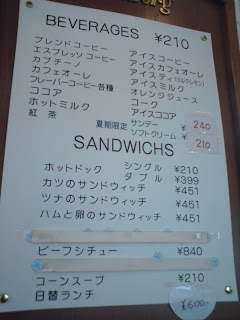 BEVERAGES ¥210
ブレンドコーヒー
エスプレッソ コーヒー
カプチーノ
カフェオーレ
フレーバーコーヒー各種
ココア
ホットミルク
紅 茶
アイスコーヒー
アイスカフェオーレ
アイスティ(ミルク,レモン)
アイスミルク
オレンジジュース
コーク
アイスココア
夏期限定 サンデー ¥240
ソフトクリーム ¥210
SANDWICHS
ホットドック シングル ¥210
ダブル ¥399
カツのサンドウィッチ ¥451
ツナのサンドウィッチ ¥451
ハムと卵のサンドウィッチ ¥451
ビーフシチュー ¥840
コーンスープ ¥210
日替ランチ ¥600